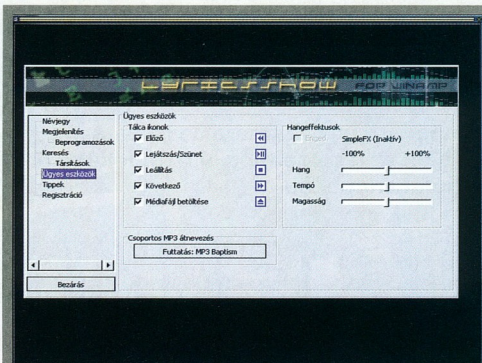 LYRICSSHOW FOR WINAMP
Névjegy
Megjelenítés
Beprogramozások
Keresés
Társítások
Ügyes eszközök
Tippek
Regisztráció
Bezárás
Ügyes eszközök
Tálca ikonok
Előző
Lejátszás/Szünet
Leállítás
Következő
Médiafájl betöltése
Csoportos MP3 átnevezés
Futtatás: MP3 Baptism
Hangeffektusok
SimpleFX (Inaktív)
-100% +100%
Hang
Tempó
Magasság